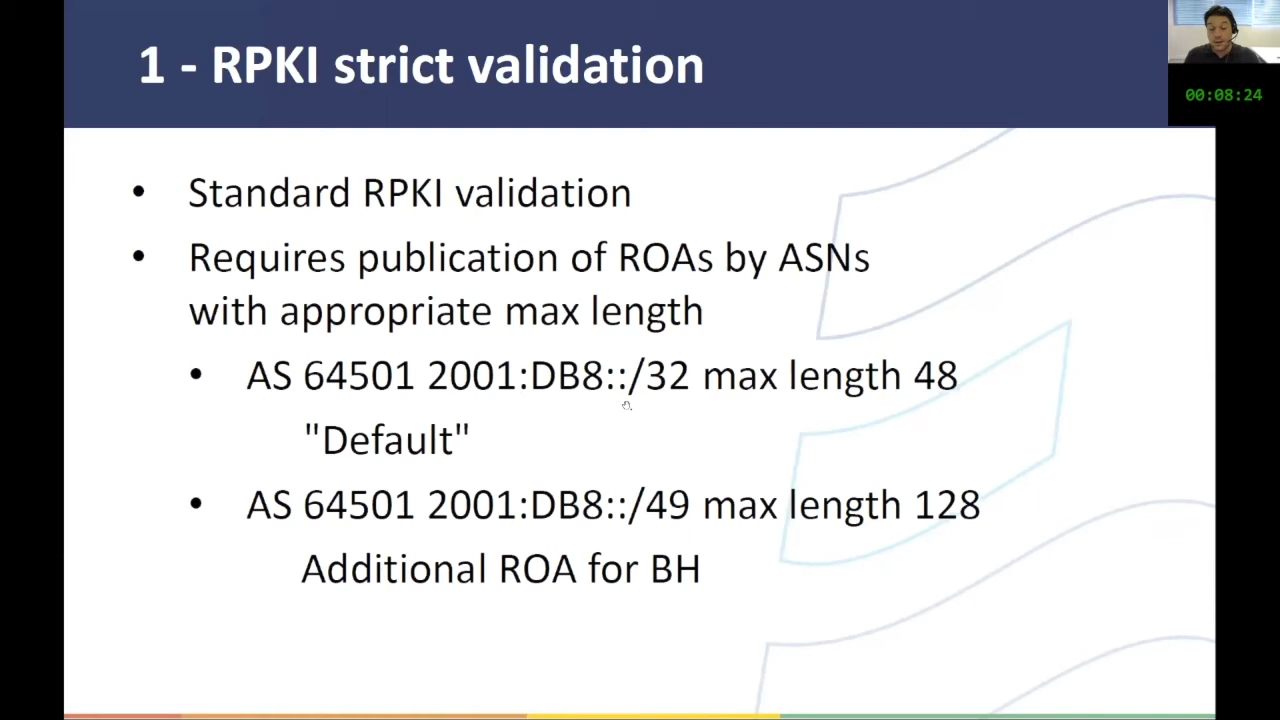 1 - RPKI strict validation
00:08:24
• Standard RPKI validation
• Requires publication of ROAs by ASNs
with appropriate max length
• AS 64501 2001:DB8::/32 max length 48
"Default"
• AS 64501 2001:DB8::/49 max length 128
Additional ROA for BH